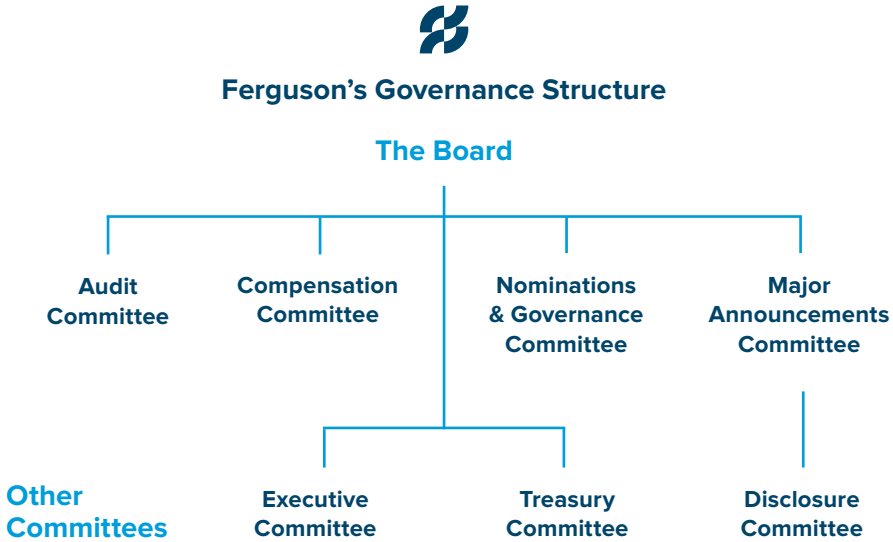 Ferguson’s Governance Structure
The Board
Audit
Committee
Compensation
Committee
Nominations
& Governance
Committee
Major
Announcements
Committee
Other
Committees
Executive
Committee
Treasury
Committee
Disclosure
Committee